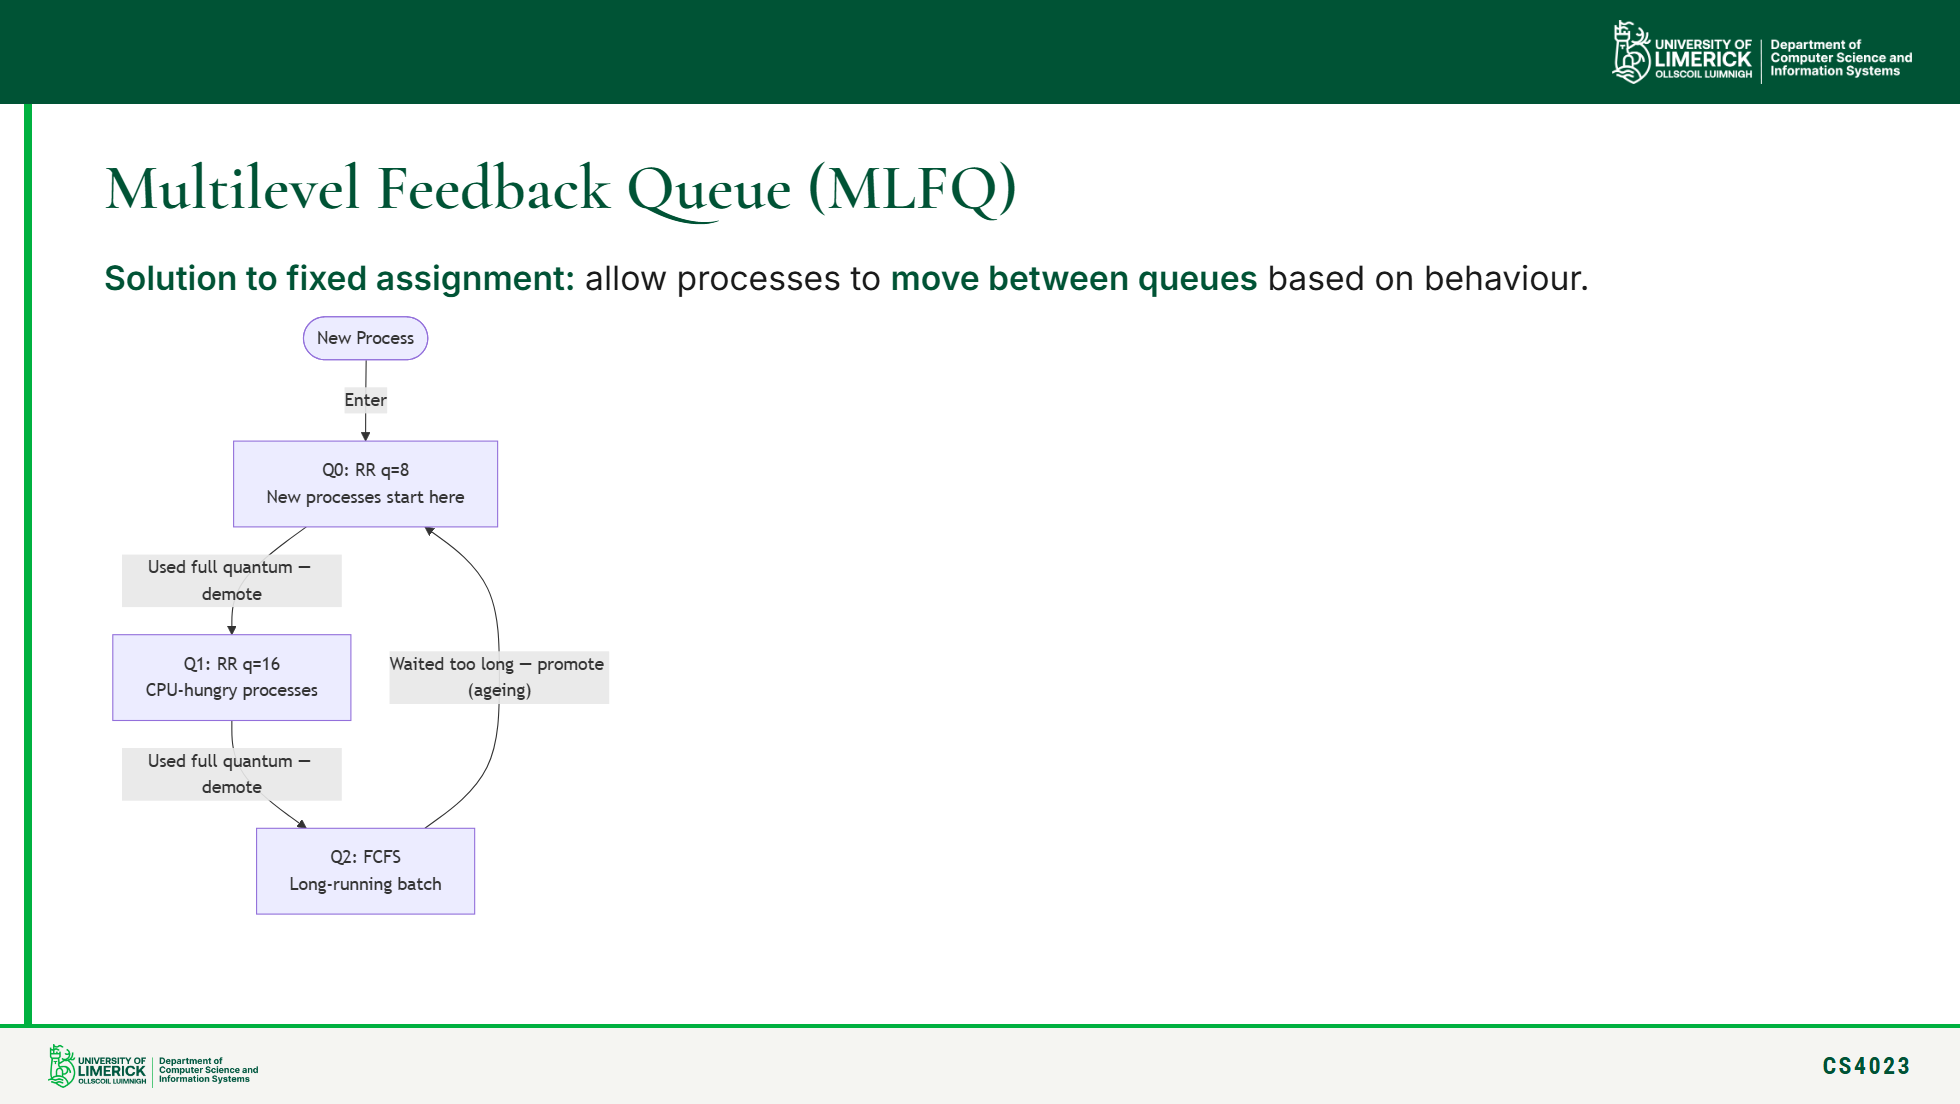 UNIVERSITY OF
LIMERICK
OLLSCOIL LUIMNIGH
Department of
Computer Science and
Information Systems
Multilevel Feedback Queue (MLFQ)
Solution to fixed assignment: allow processes to move between queues based on behaviour.
New Process
Enter
Q0: RR q=8
New processes start here
Used full quantum —
demote
Q1: RR q=16
CPU-hungry processes
Waited too long — promote
(ageing)
Used full quantum —
demote
Q2: FCFS
Long-running batch
UNIVERSITY OF
LIMERICK
OLLSCOIL LUIMNIGH
Department of
Computer Science and
Information Systems
CS4023